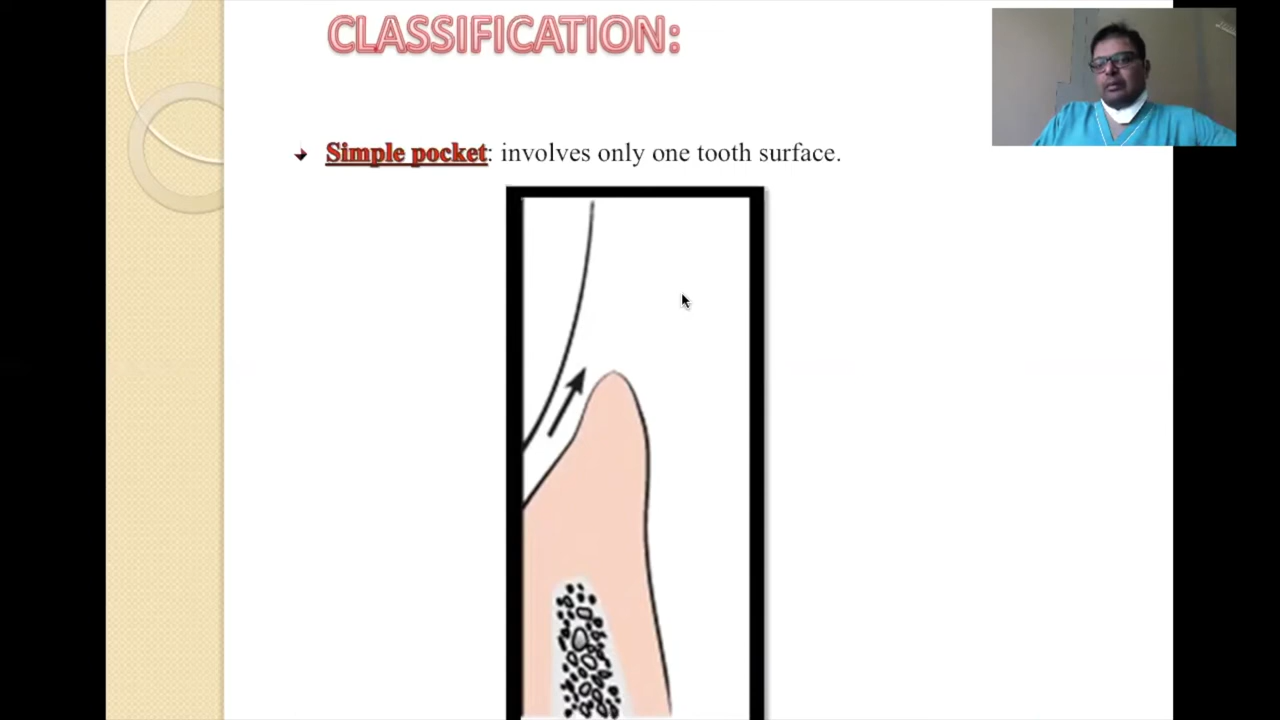 CLASSIFICATION:
Simple pocket: involves only one tooth surface.